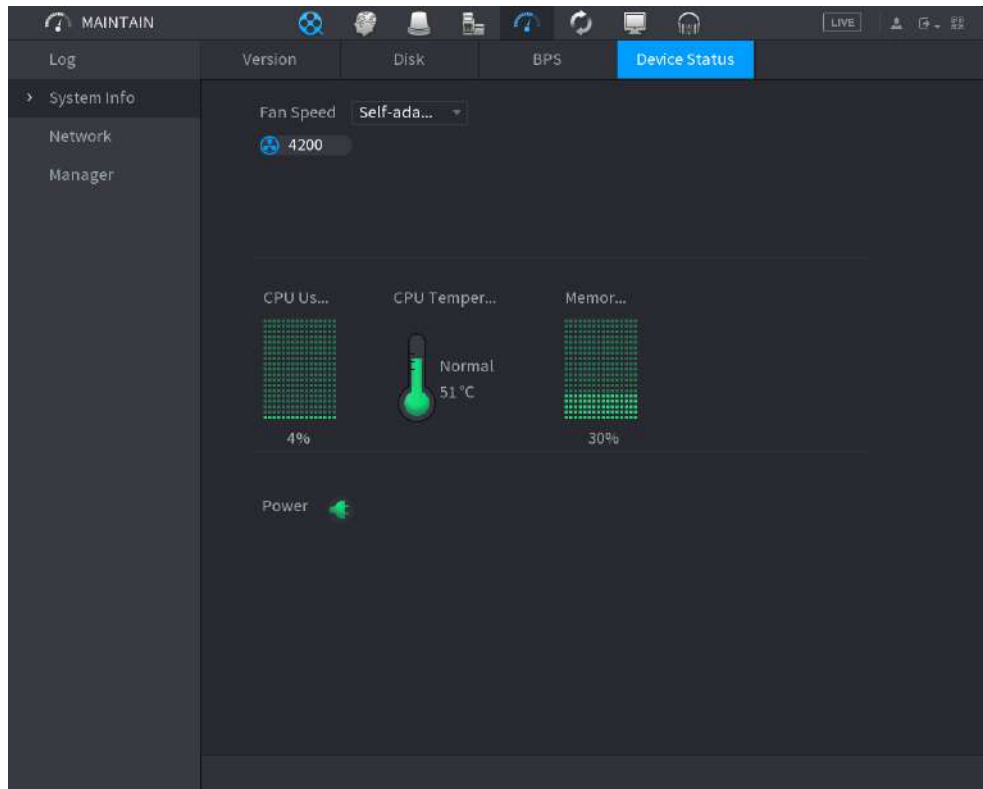 MAINTAIN
LIVE
Log
Version
Disk
BPS
Device Status
System Info
Network
Manager
Fan Speed
Self-ada...
4200
CPU Us...
CPU Temper...
Memor...
Normal
51°C
4%
30%
Power